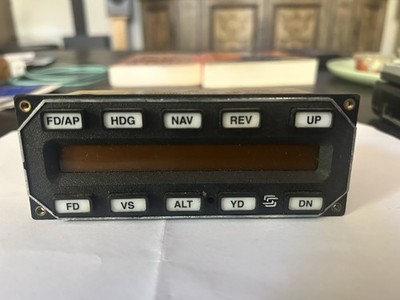 FD/AP HDG NAV REV UP
FD VS ALT YD DN